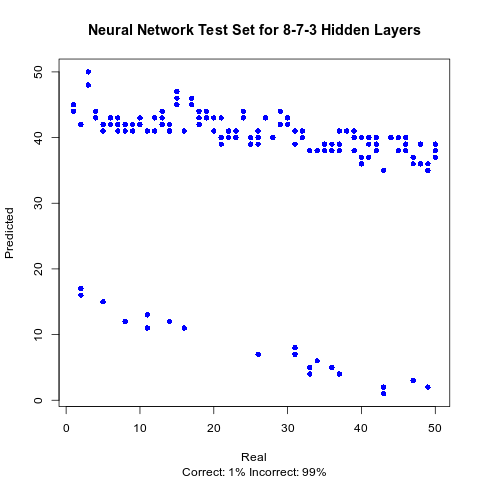 Neural Network Test Set for 8-7-3 Hidden Layers
Predicted
50
40
30
20
10
0
0 10 20 30 40 50
Real
Correct: 1% Incorrect: 99%